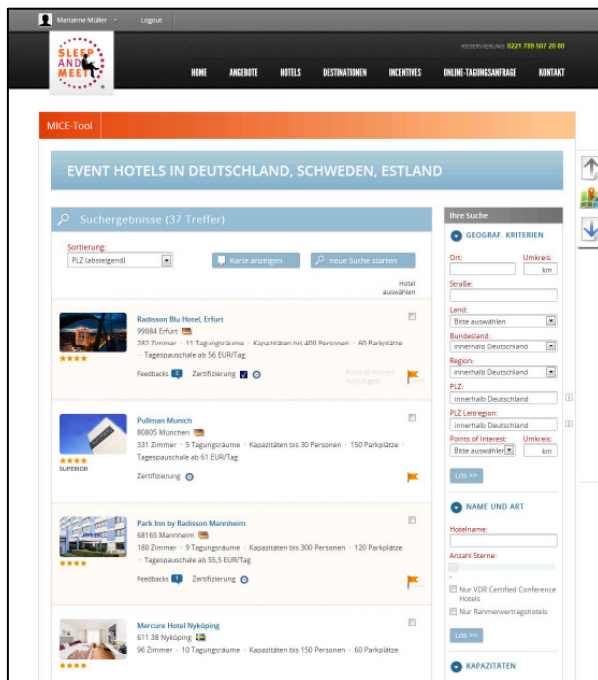 Marianne Müller
Logout
SLEEP
AND
MEET
RESERVIERUNG: 0221 789 507 20 80
HOME ANGEBOTE HOTELS DESTINATIONEN INCENTIVES ONLINE-TAGUNGSANFRAGE KONTAKT
MICE-Tool
EVENT HOTELS IN DEUTSCHLAND, SCHWEDEN, ESTLAND
Suchergebnisse (37 Treffer)
Sortierung:
PLZ (absteigend)
Karte anzeigen
neue Suche starten
Hotel
auswählen
Radisson Blu Hotel, Erfurt
99084 Erfurt
282 Zimmer - 11 Tagungsräume - Kapazitäten bis 400 Personen - 60 Parkplätze
- Tagespauschale ab 56 EUR/Tag
Feedbacks 2 Zertifizierung
Point of Interest
hinzufügen
Pullman Munich
80805 München
331 Zimmer - 5 Tagungsräume - Kapazitäten bis 30 Personen - 150 Parkplätze -
Tagespauschale ab 61 EUR/Tag
SUPERIOR
Zertifizierung
Park Inn by Radisson Mannheim
68165 Mannheim
180 Zimmer - 9 Tagungsräume - Kapazitäten bis 300 Personen - 120 Parkplätze
- Tagespauschale ab 55,5 EUR/Tag
Feedbacks 1 Zertifizierung
Mercure Hotel Nyköping
611 38 Nyköping
96 Zimmer - 10 Tagungsräume - Kapazitäten bis 150 Personen - 60 Parkplätze
Ihre Suche
GEOGRAF. KRITERIEN
Ort: Umkreis:
km
Straße:
Land:
Bitte auswählen
Bundesland:
innerhalb Deutschland
Region:
innerhalb Deutschland
PLZ:
innerhalb Deutschland
PLZ Leitregion:
innerhalb Deutschland
Points of Interest: Umkreis:
Bitte auswählen km
Los >>
NAME UND ART
Hotelname:
Anzahl Sterne:
-
Nur VDR Certified Conference
Hotels
Nur Rahmenvertragshotels
Los >>
KAPAZITÄTEN